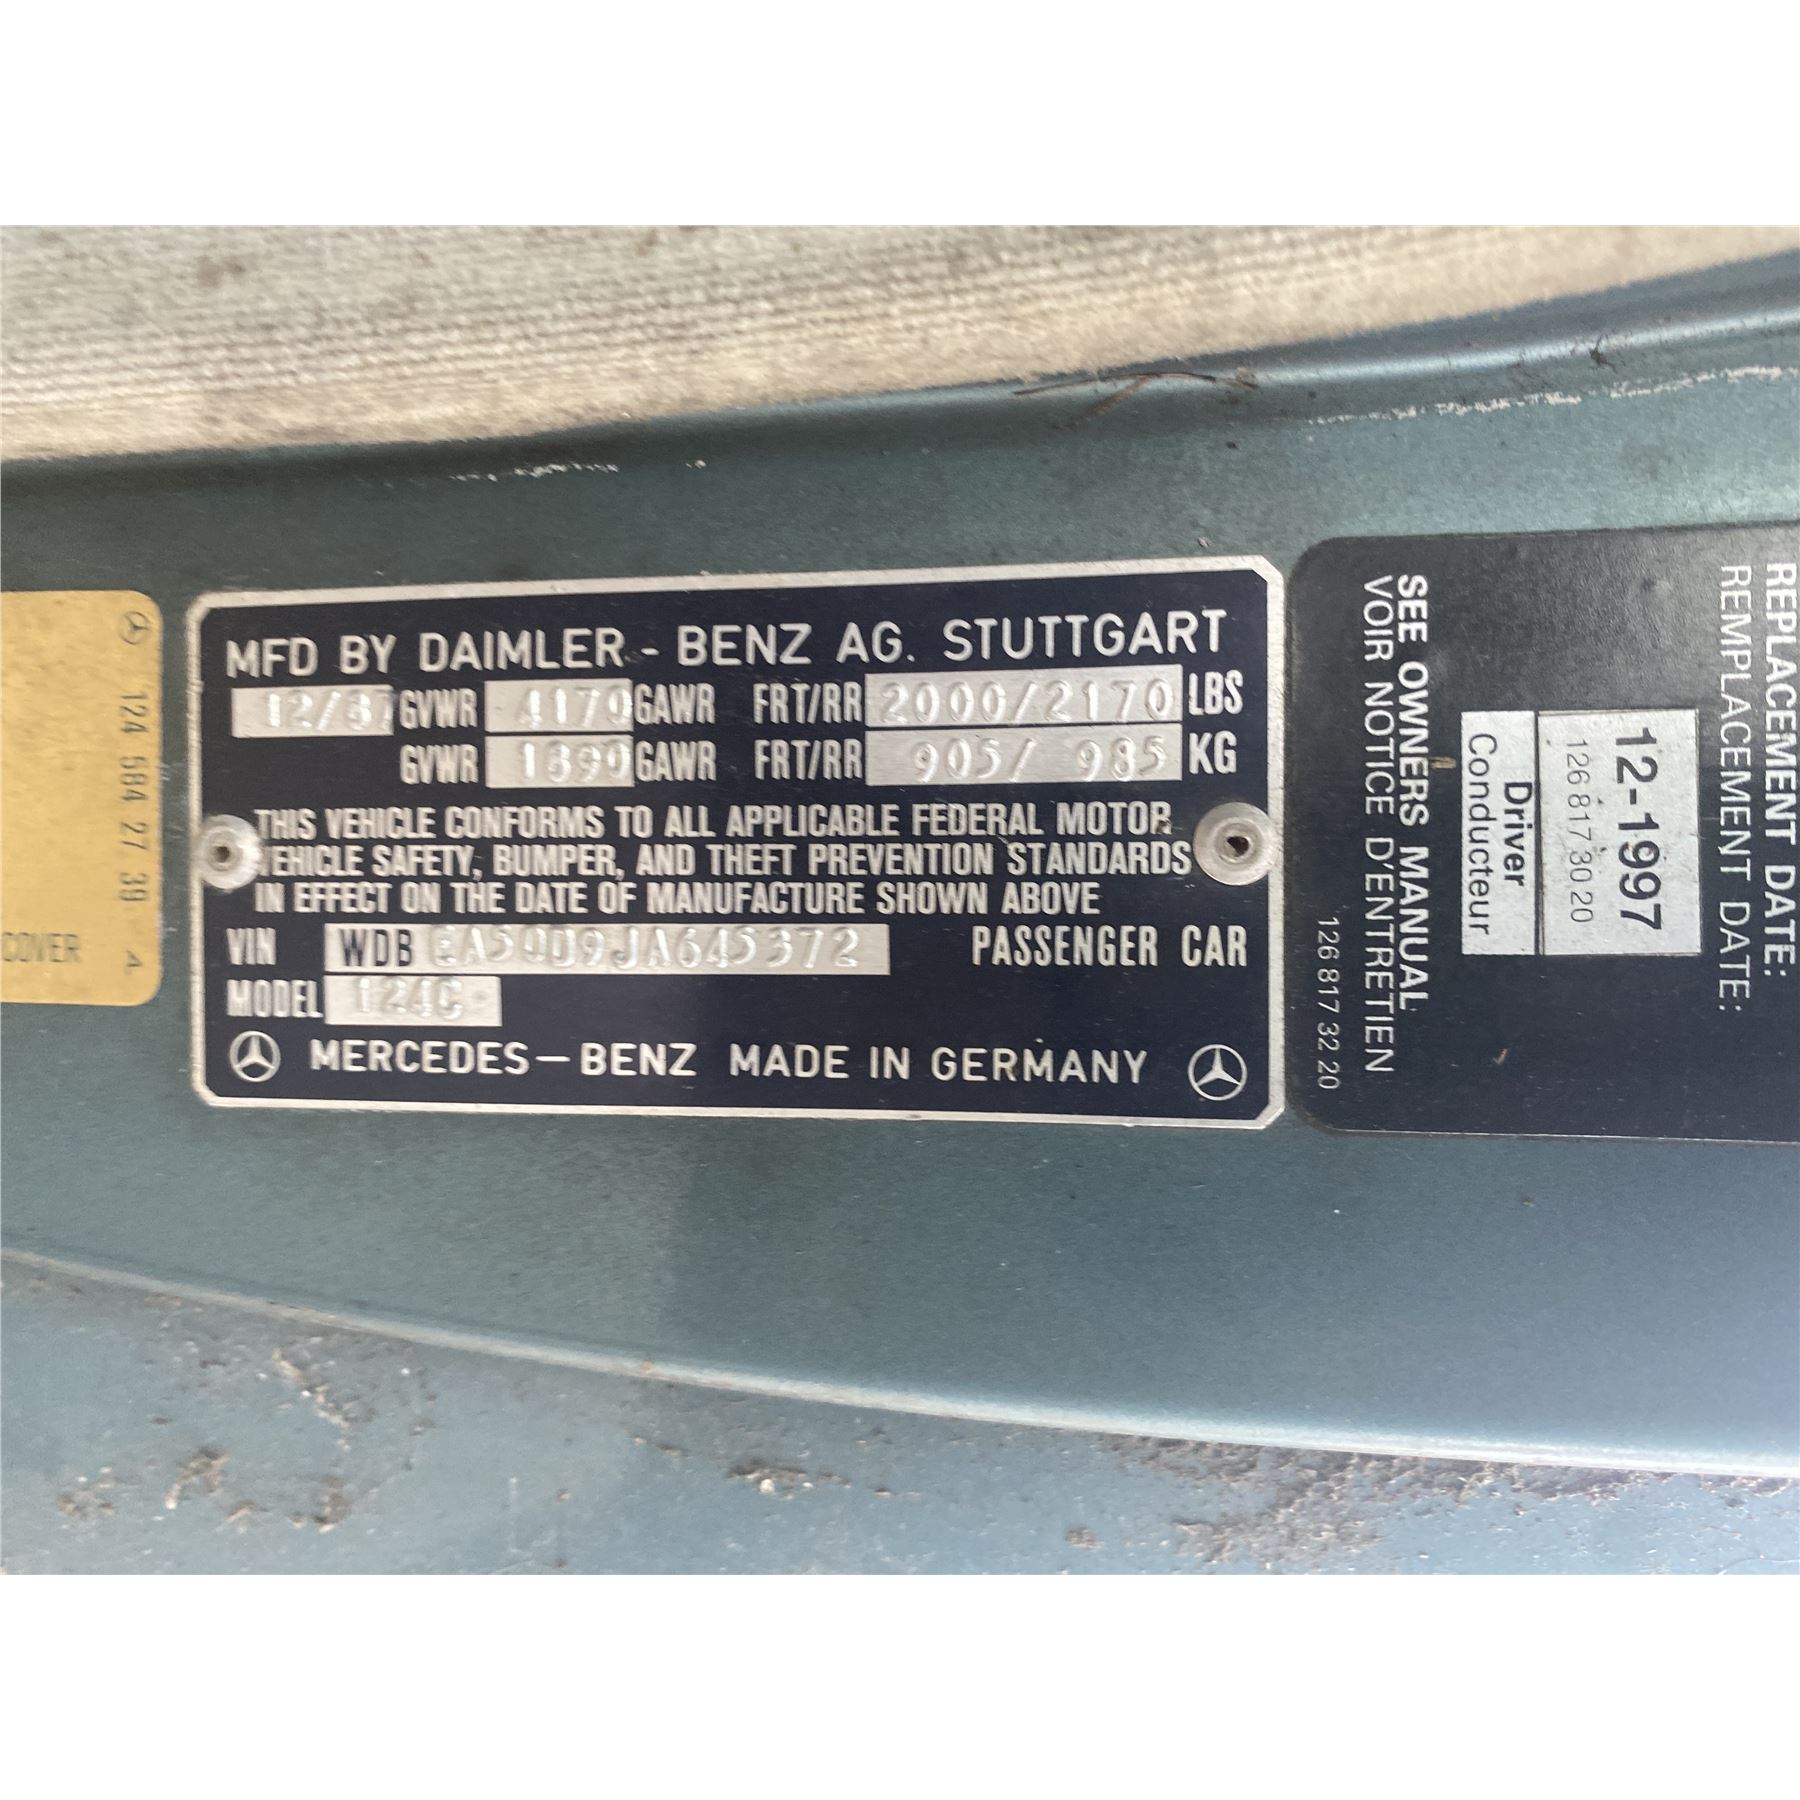 MFD BY DAIMLER - BENZ AG. STUTTGART
12/87 GVWR 4170 GAWR FRT/RR 2000/2170 LBS
GVWR 1890 GAWR FRT/RR 905/ 985 KG
THIS VEHICLE CONFORMS TO ALL APPLICABLE FEDERAL MOTOR
VEHICLE SAFETY, BUMPER, AND THEFT PREVENTION STANDARDS
IN EFFECT ON THE DATE OF MANUFACTURE SHOWN ABOVE
VIN WDB EA50D9JA645372 PASSENGER CAR
MODEL 124C
MERCEDES-BENZ MADE IN GERMANY
124 584 27 39
COVER
A
REPLACEMENT DATE:
REMPLACEMENT DATE:
12-1997
126 817 30 20
Driver
Conducteur
SEE OWNERS MANUAL
VOIR NOTICE D'ENTRETIEN
126 817 32 20